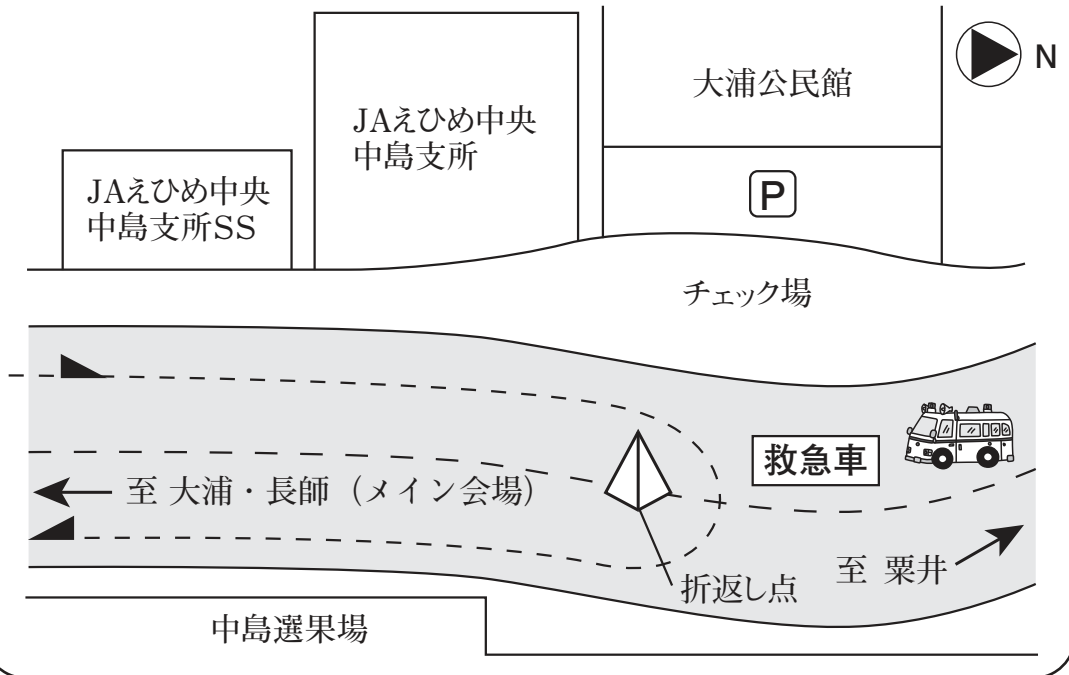 大浦公民館
N
JAえひめ中央
中島支所
JAえひめ中央
中島支所SS
P
チェック場
救急車
至 大浦・長師（メイン会場）
至 粟井
折返し点
中島選果場